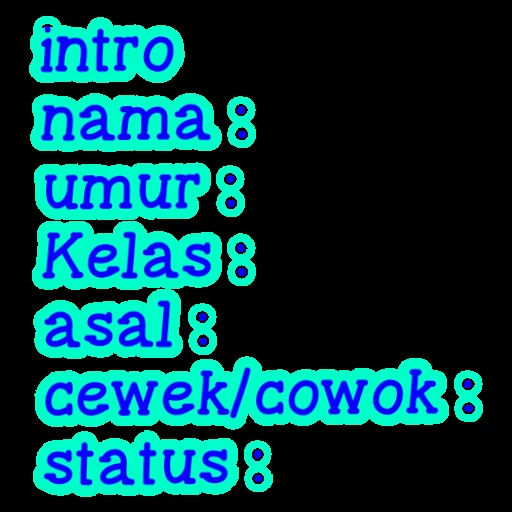 intro
nama :
umur :
Kelas :
asal :
cewek/cowok :
status :